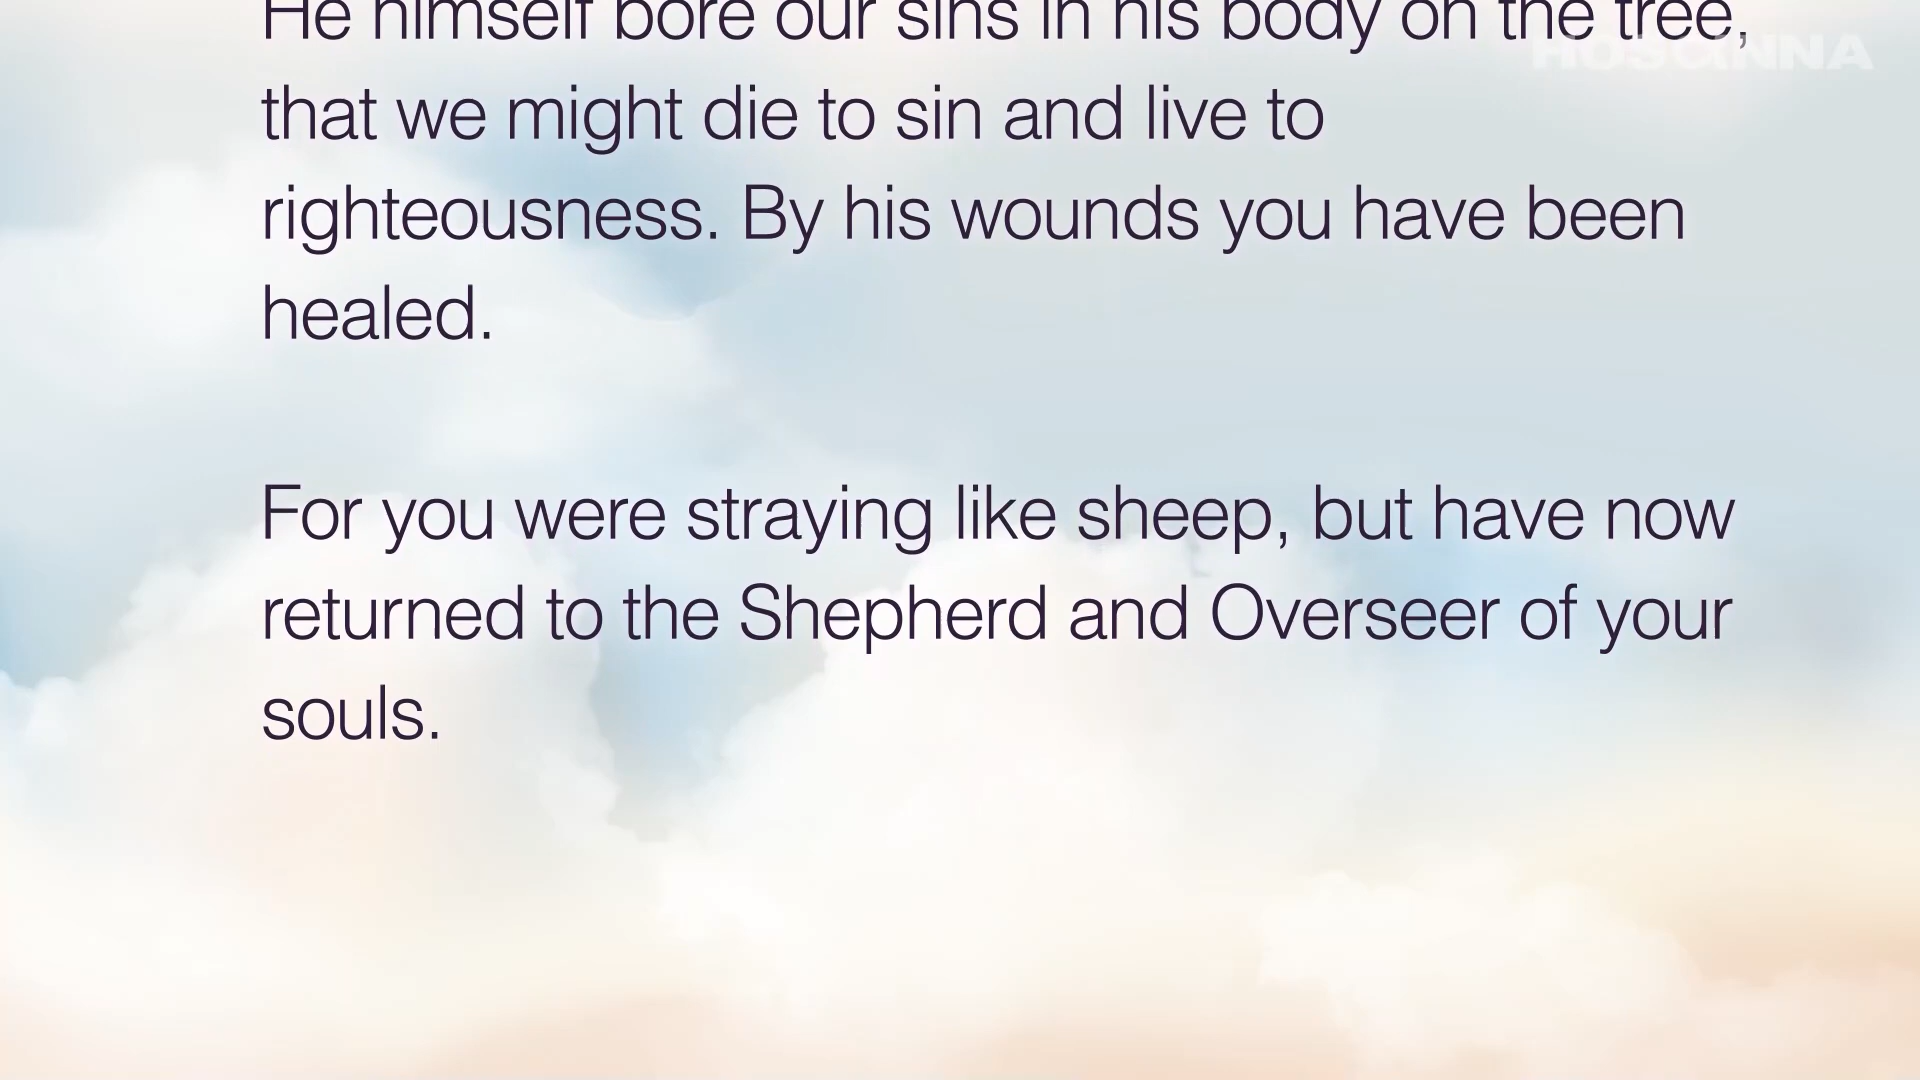 He himself bore our sins in his body on the tree,
HOSANNA
that we might die to sin and live to
righteousness. By his wounds you have been
healed.
For you were straying like sheep, but have now
returned to the Shepherd and Overseer of your
souls.